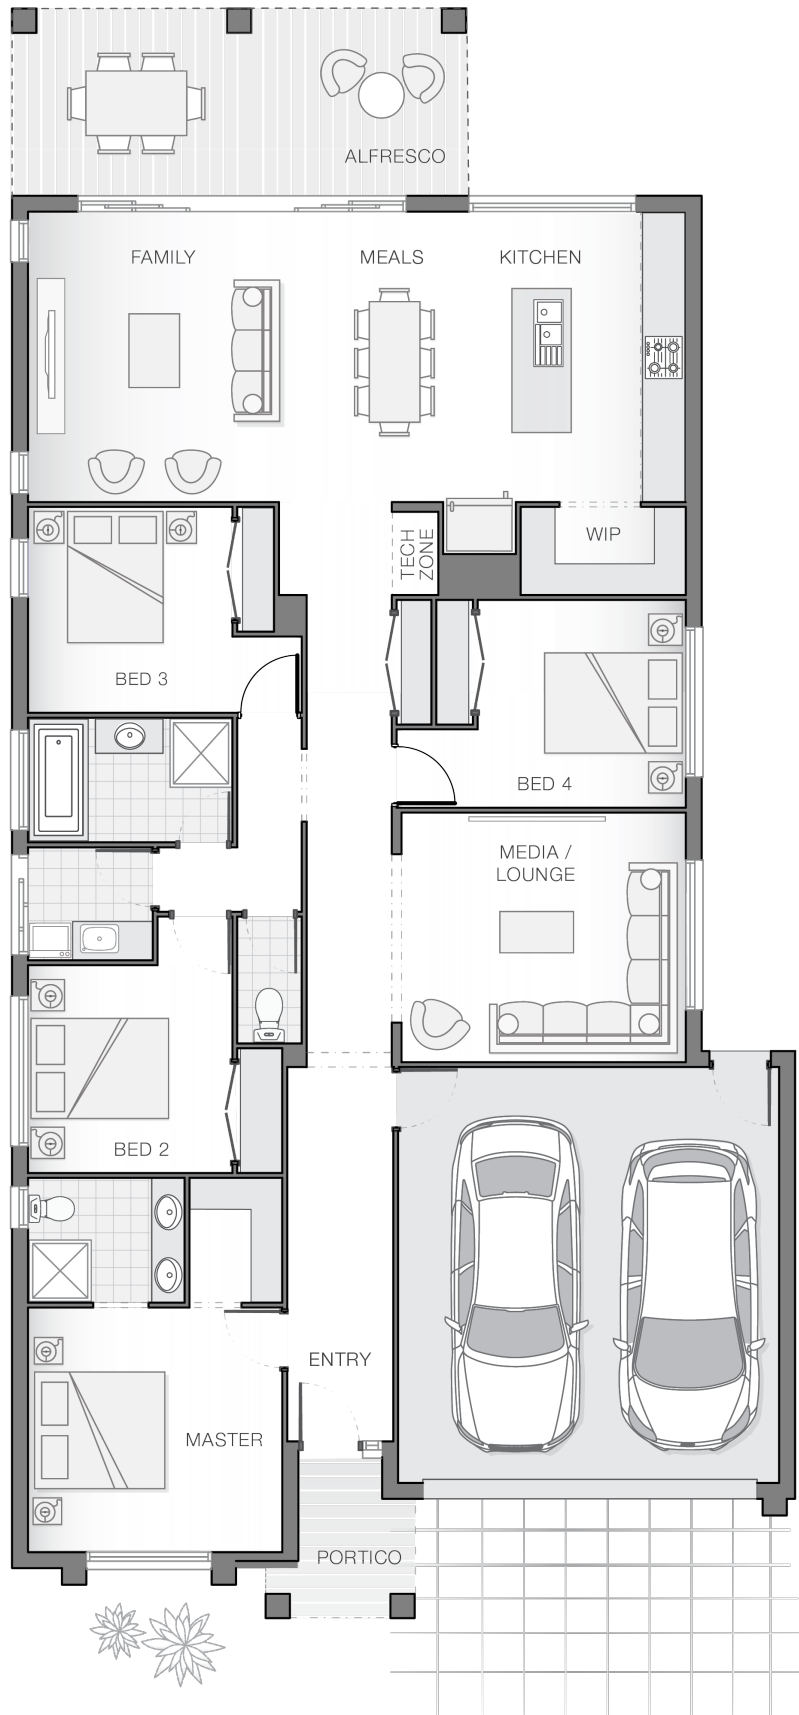 ALFRESCO
FAMILY
MEALS
KITCHEN
TECH
ZONE
WIP
BED 3
BED 4
MEDIA /
LOUNGE
BED 2
ENTRY
MASTER
PORTICO